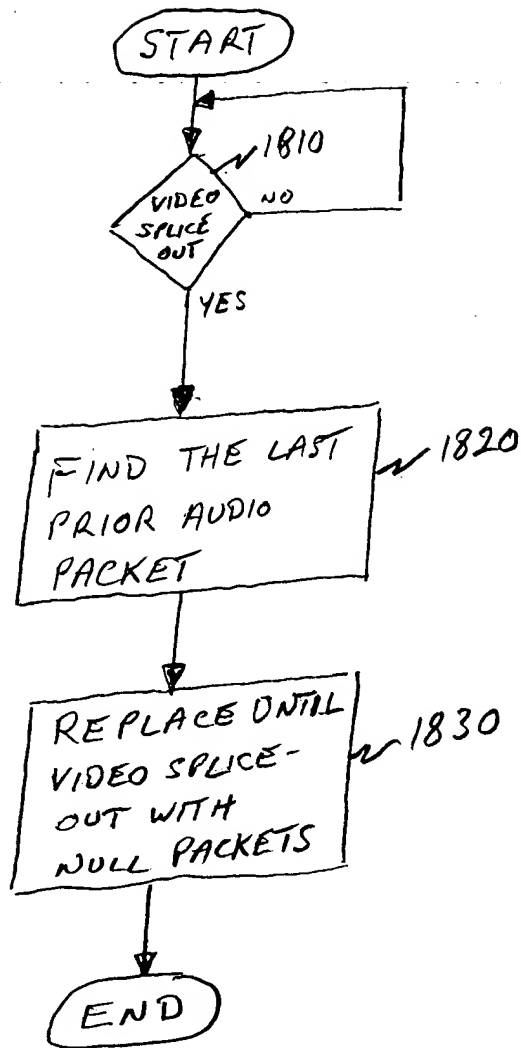 START
1810
VIDEO
SPLICE
OUT
NO
YES
FIND THE LAST
PRIOR AUDIO
PACKET
1820
REPLACE UNTIL
VIDEO SPLICE-
OUT WITH
NULL PACKETS
1830
END